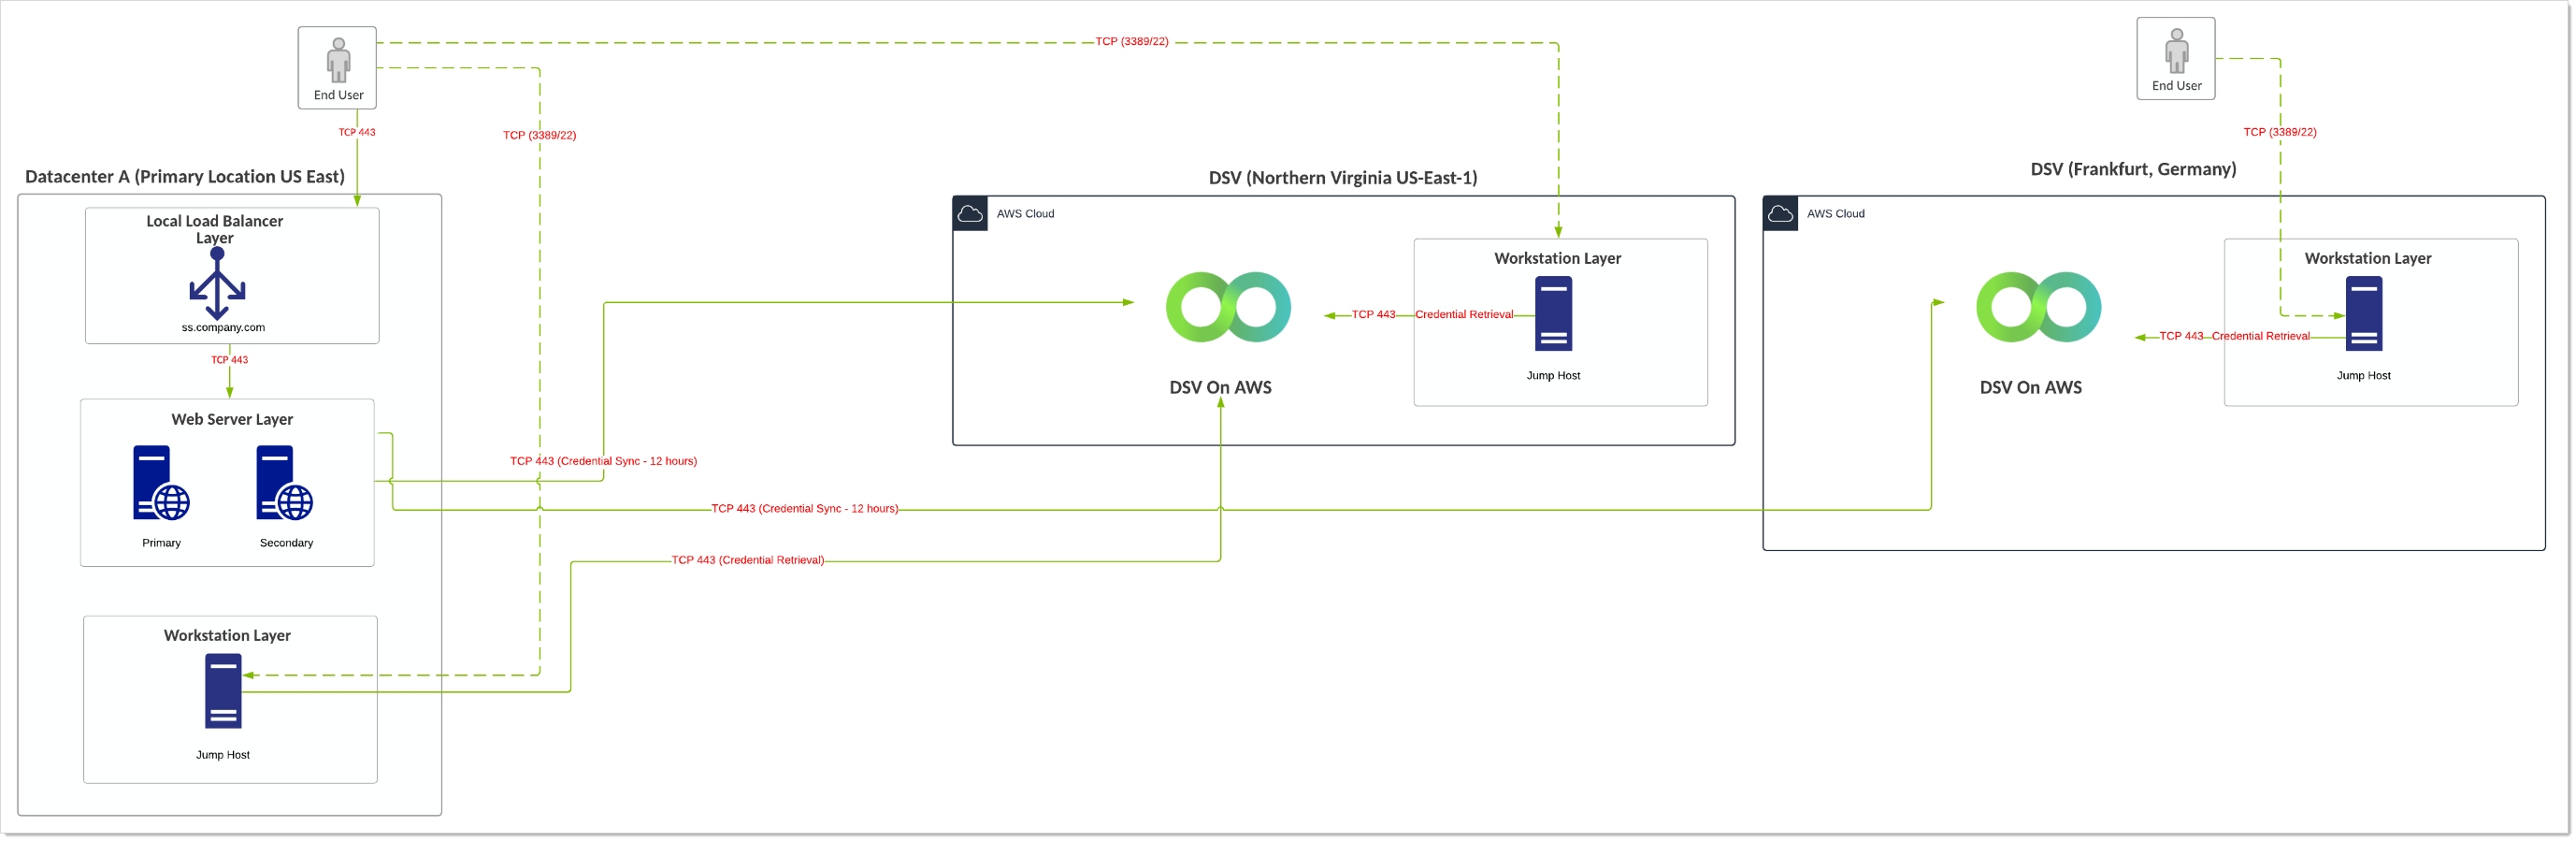 End User
TCP 443
TCP (3389/22)
TCP (3389/22)
Datacenter A (Primary Location US East)
Local Load Balancer
Layer
ss.company.com
TCP 443
Web Server Layer
Primary
Secondary
TCP 443 (Credential Sync - 12 hours)
TCP 443 (Credential Sync - 12 hours)
TCP 443 (Credential Retrieval)
Workstation Layer
Jump Host
DSV (Northern Virginia US-East-1)
AWS Cloud
DSV On AWS
TCP 443
Credential Retrieval
Workstation Layer
Jump Host
End User
TCP (3389/22)
DSV (Frankfurt, Germany)
AWS Cloud
DSV On AWS
TCP 443
Credential Retrieval
Workstation Layer
Jump Host